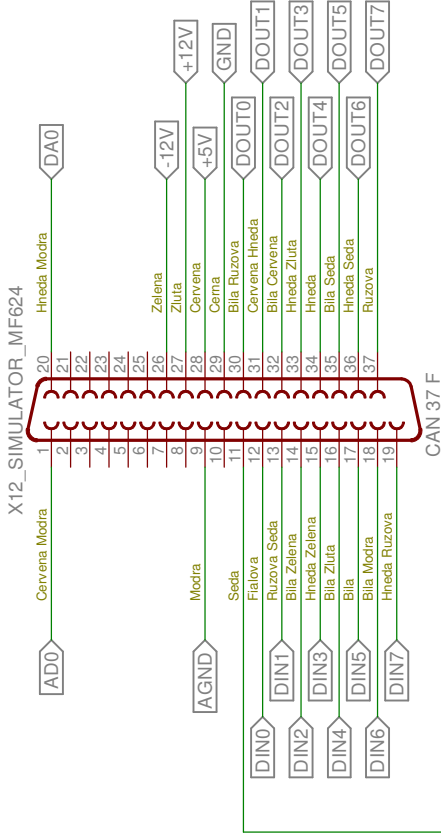 X12_SIMULATOR_MF624
CAN 37 F
1 Cervena Modra AD0
2
3
4
5
6
7
8
9 Modra AGND
10
11 Seda
12 Fialova DIN0
13 Ruzova Seda DIN1
14 Bila Zelena DIN2
15 Hneda Zelena DIN3
16 Bila Zluta DIN4
17 Bila DIN5
18 Bila Modra DIN6
19 Hneda Ruzova DIN7
20 Hneda Modra DA0
21
22
23
24
25
26 Zelena -12V
27 Zluta +12V
28 Cervena +5V
29 Cerna GND
30 Bila Ruzova DOUT0
31 Cervena Hneda DOUT1
32 Bila Cervena DOUT2
33 Hneda Zluta DOUT3
34 Hneda DOUT4
35 Bila Seda DOUT5
36 Hneda Seda DOUT6
37 Ruzova DOUT7